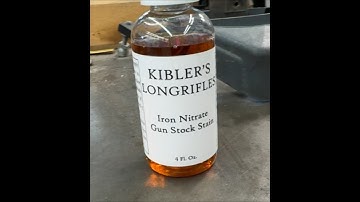 KIBLER'S
LONGRIFLES
Iron Nitrate
Gun Stock Stain
4 Fl. Oz.